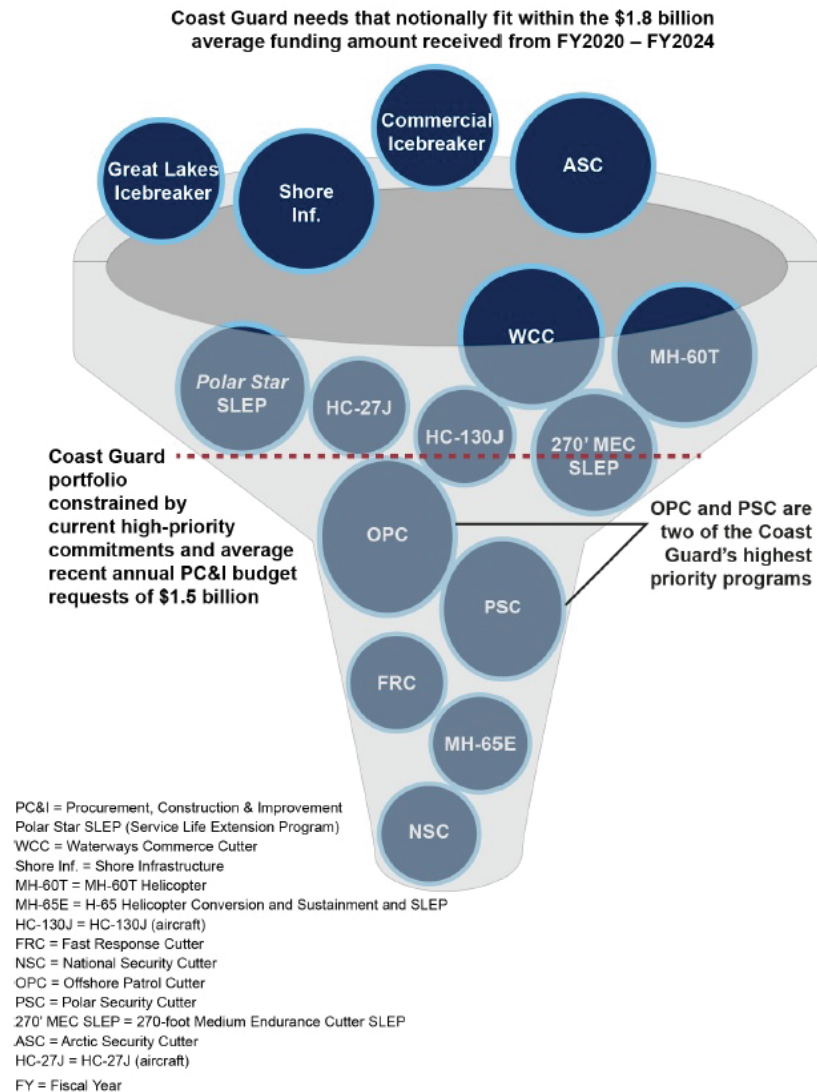 Coast Guard needs that notionally fit within the $1.8 billion
average funding amount received from FY2020 – FY2024
Commercial
Icebreaker
Great Lakes
Icebreaker
ASC
Shore
Inf.
WCC
MH-60T
Polar Star
SLEP
HC-27J
HC-130J
270' MEC
SLEP
Coast Guard
portfolio
constrained by
current high-priority
commitments and average
recent annual PC&I budget
requests of $1.5 billion
OPC
OPC and PSC are
two of the Coast
Guard's highest
priority programs
PSC
FRC
MH-65E
NSC
PC&I = Procurement, Construction & Improvement
Polar Star SLEP (Service Life Extension Program)
WCC = Waterways Commerce Cutter
Shore Inf. = Shore Infrastructure
MH-60T = MH-60T Helicopter
MH-65E = H-65 Helicopter Conversion and Sustainment and SLEP
HC-130J = HC-130J (aircraft)
FRC = Fast Response Cutter
NSC = National Security Cutter
OPC = Offshore Patrol Cutter
PSC = Polar Security Cutter
270' MEC SLEP = 270-foot Medium Endurance Cutter SLEP
ASC = Arctic Security Cutter
HC-27J = HC-27J (aircraft)
FY = Fiscal Year